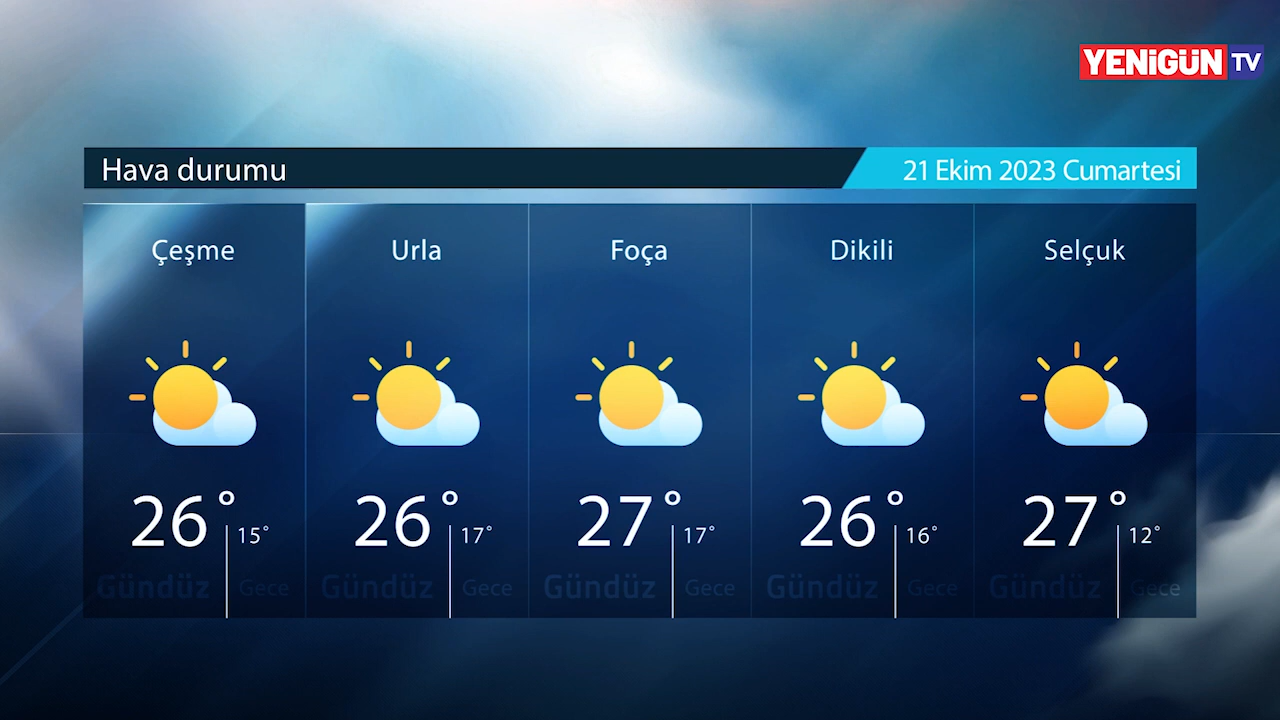 YENİGÜN TV
Hava durumu
21 Ekim 2023 Cumartesi
Çeşme
Urla
Foça
Dikili
Selçuk
26° 15°
26° 17°
27° 17°
26° 16°
27° 12°
Gündüz Gece
Gündüz Gece
Gündüz Gece
Gündüz Gece
Gündüz Gece